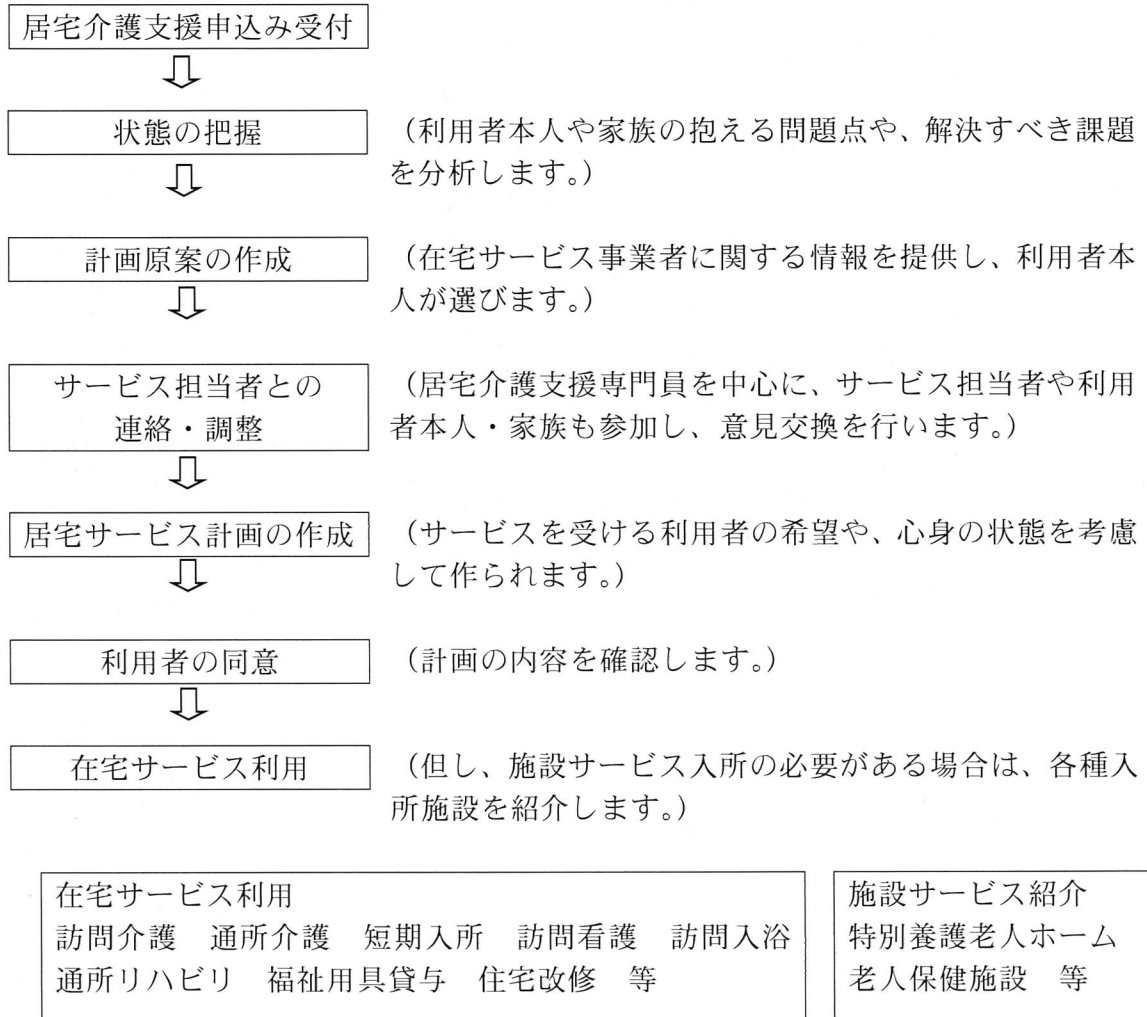 居宅介護支援申込み受付
状態の把握
（利用者本人や家族の抱える問題点や、解決すべき課題
を分析します。）
計画原案の作成
（在宅サービス事業者に関する情報を提供し、利用者本
人が選びます。）
サービス担当者との
連絡・調整
（居宅介護支援専門員を中心に、サービス担当者や利用
者本人・家族も参加し、意見交換を行います。）
居宅サービス計画の作成
（サービスを受ける利用者の希望や、心身の状態を考慮
して作られます。）
利用者の同意
（計画の内容を確認します。）
在宅サービス利用
（但し、施設サービス入所の必要がある場合は、各種入
所施設を紹介します。）
在宅サービス利用
訪問介護　通所介護　短期入所　訪問看護　訪問入浴
通所リハビリ　福祉用具貸与　住宅改修　等
施設サービス紹介
特別養護老人ホーム
老人保健施設　等